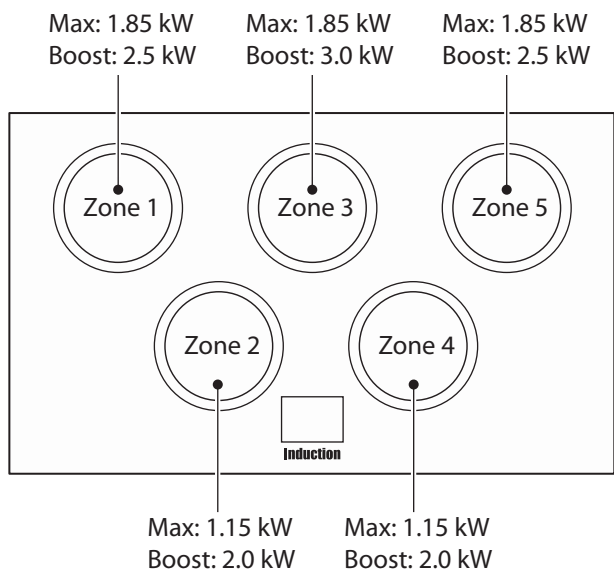 Max: 1.85 kW
Boost: 2.5 kW
Max: 1.85 kW
Boost: 3.0 kW
Max: 1.85 kW
Boost: 2.5 kW
Zone 1
Zone 3
Zone 5
Zone 2
Zone 4
Induction
Max: 1.15 kW
Boost: 2.0 kW
Max: 1.15 kW
Boost: 2.0 kW